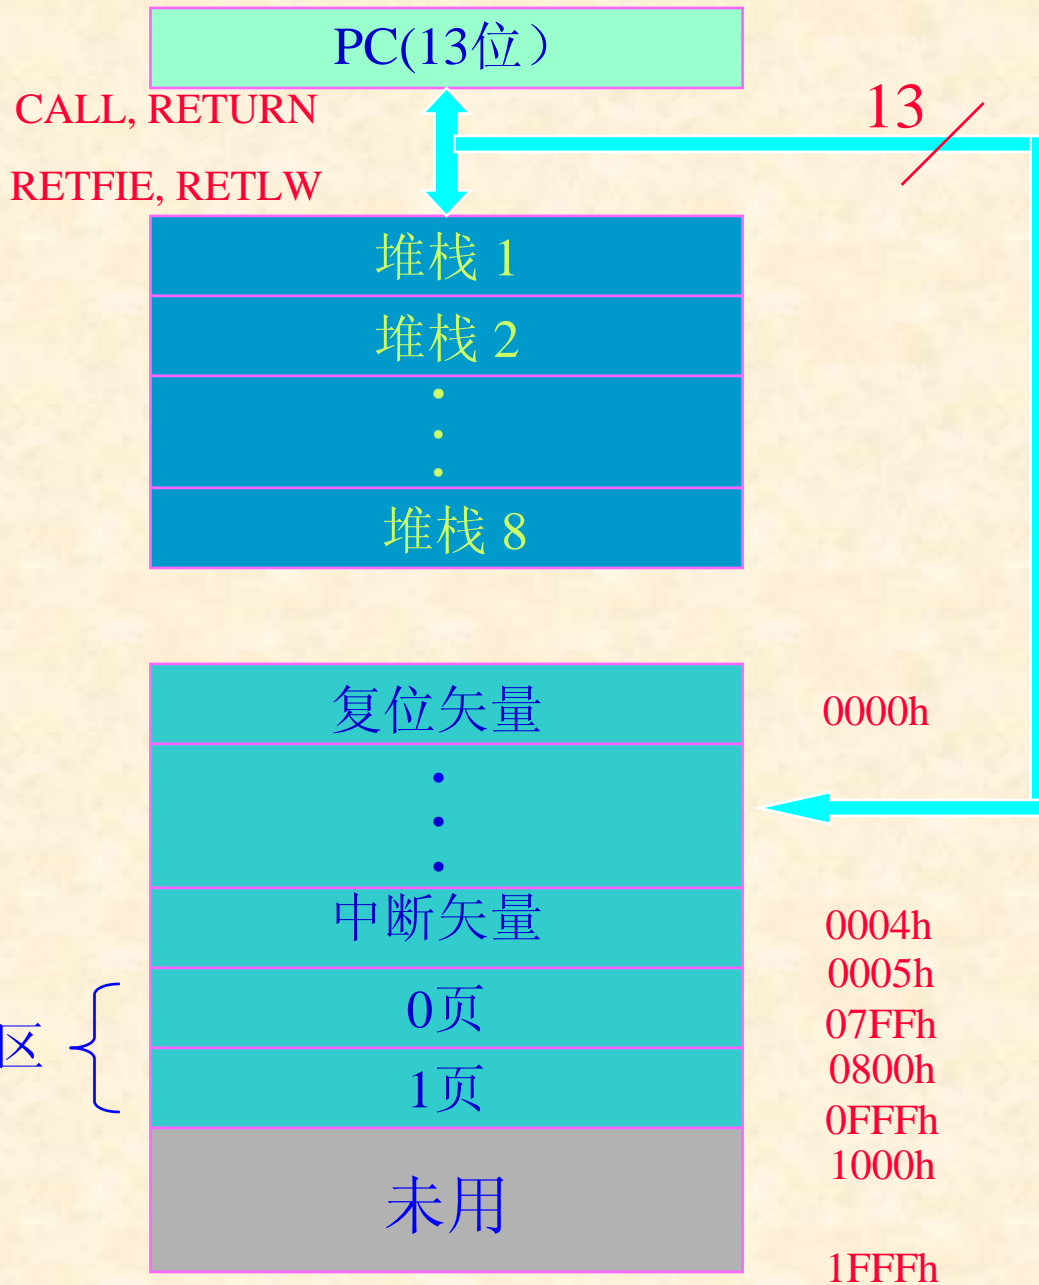 PC(13位）
CALL, RETURN
13
RETFIE, RETLW
堆栈 1
堆栈 2
堆栈 8
复位矢量
0000h
中断矢量
0004h
0005h
0页
07FFh
区
0800h
1页
0FFFh
1000h
未用
1FFFh